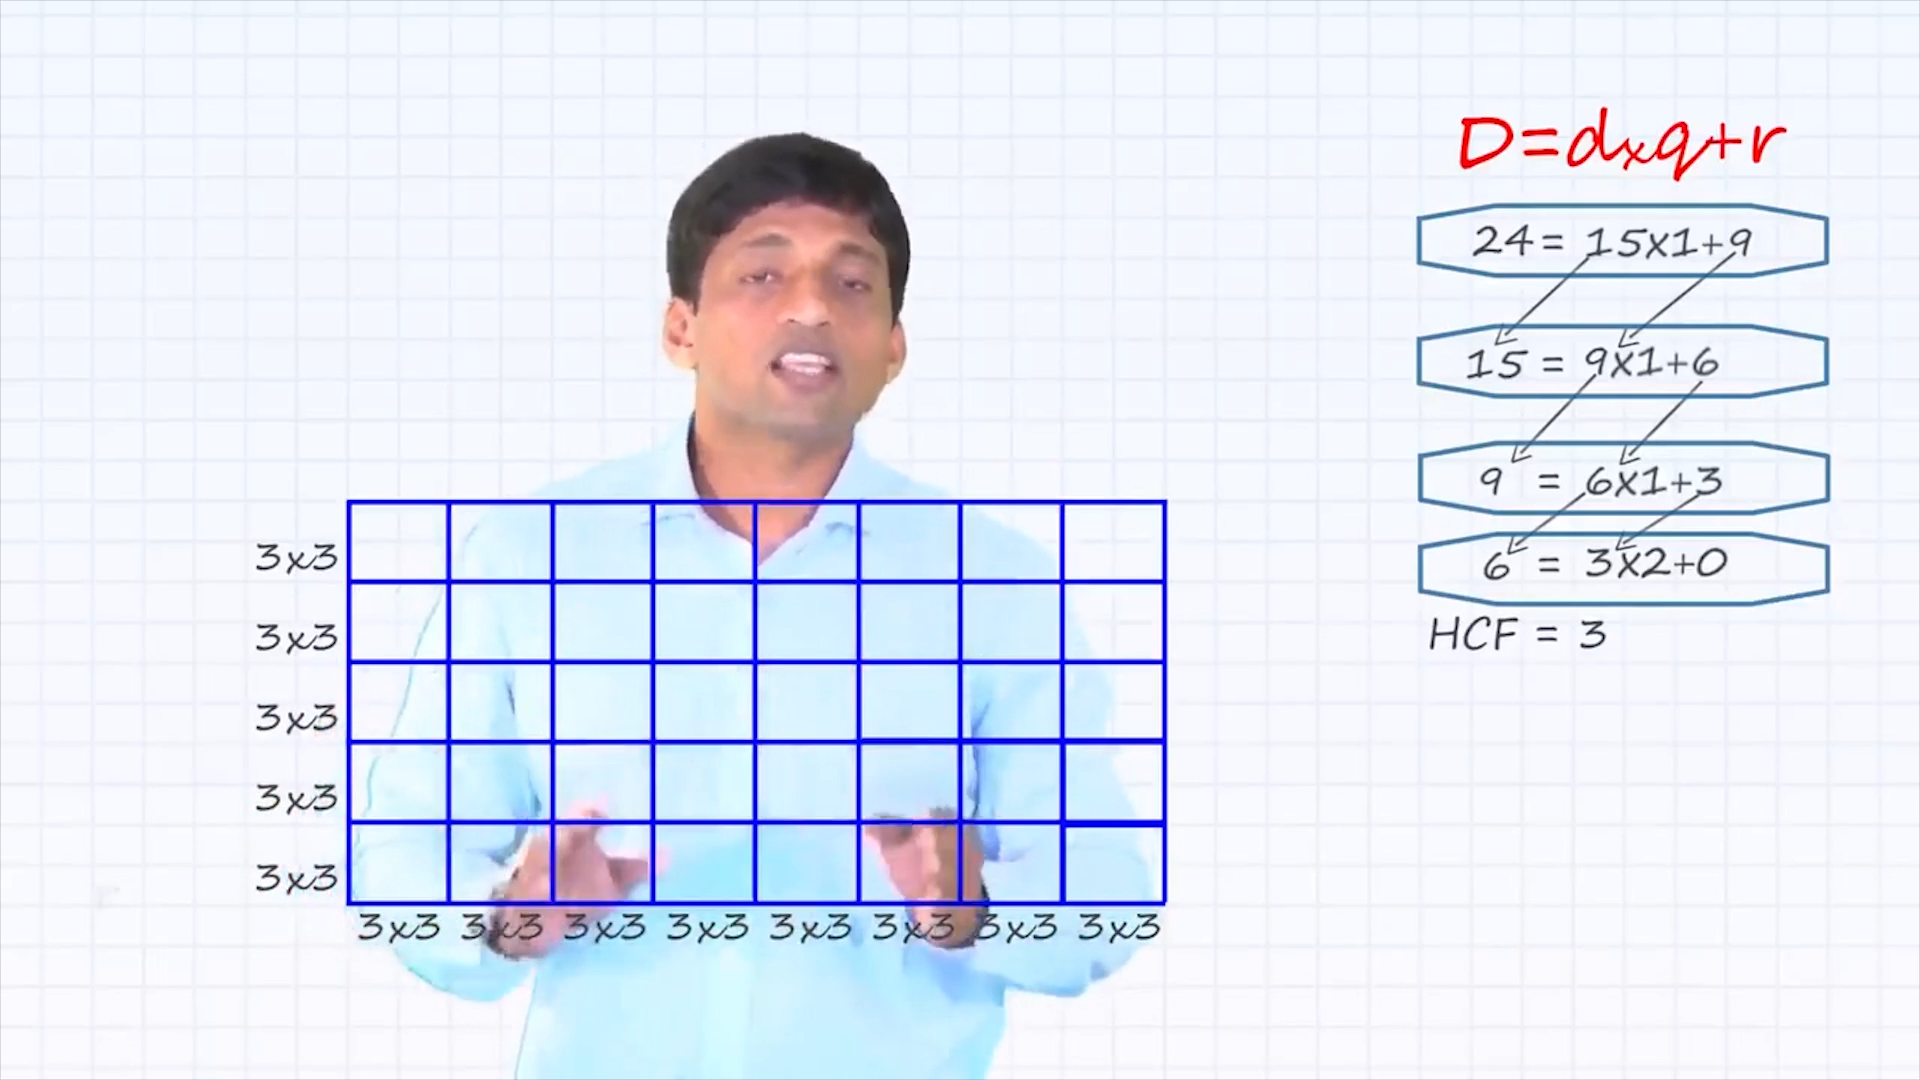 D=dxq+r
24= 15x1+9
15 = 9x1+6
9 = 6x1+3
6 = 3x2+0
HCF = 3
3x3
3x3
3x3
3x3
3x3
3x3 3x3 3x3 3x3 3x3 3x3 3x3 3x3